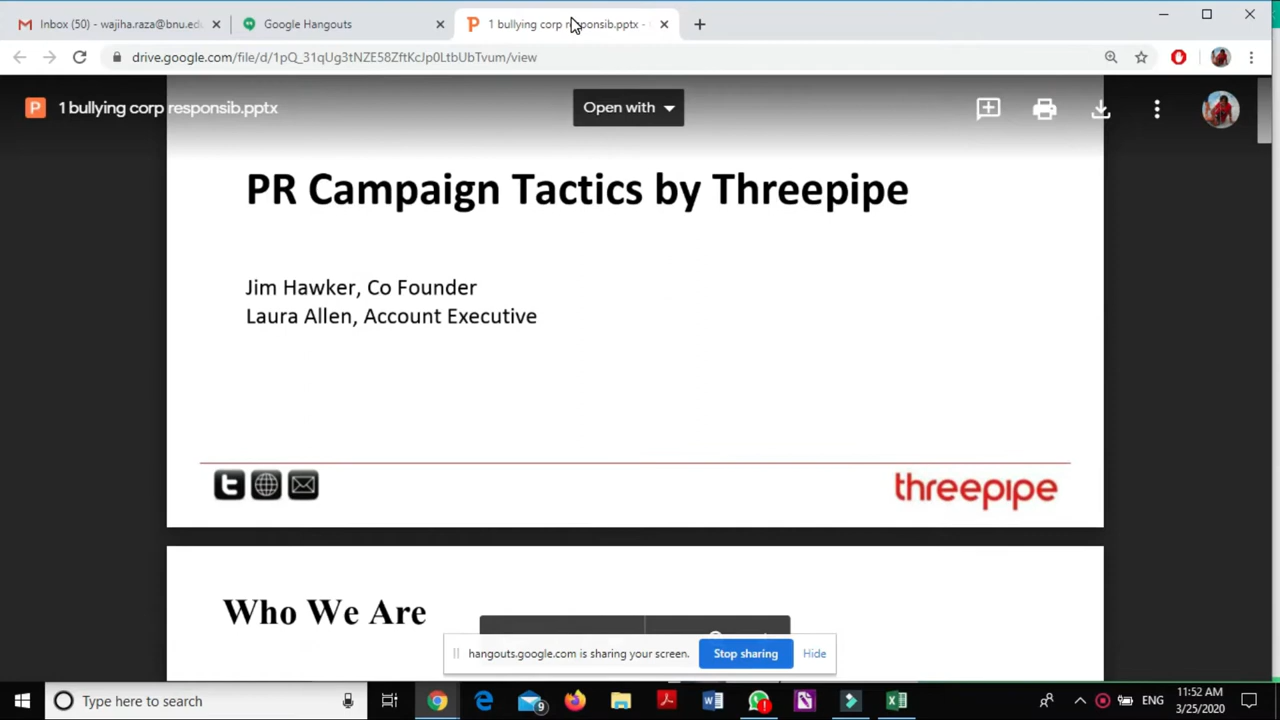 Inbox (50) - wajiha.raza@bnu.edu
Google Hangouts
1 bullying corp responsib.pptx -
drive.google.com/file/d/1pQ_31qUg3tNZE58ZftKcJp0LtbUbTvum/view
P 1 bullying corp responsib.pptx
Open with
PR Campaign Tactics by Threepipe
Jim Hawker, Co Founder
Laura Allen, Account Executive
threepipe
Who We Are
hangouts.google.com is sharing your screen. Stop sharing Hide
Type here to search
9
ENG
11:52 AM
3/25/2020